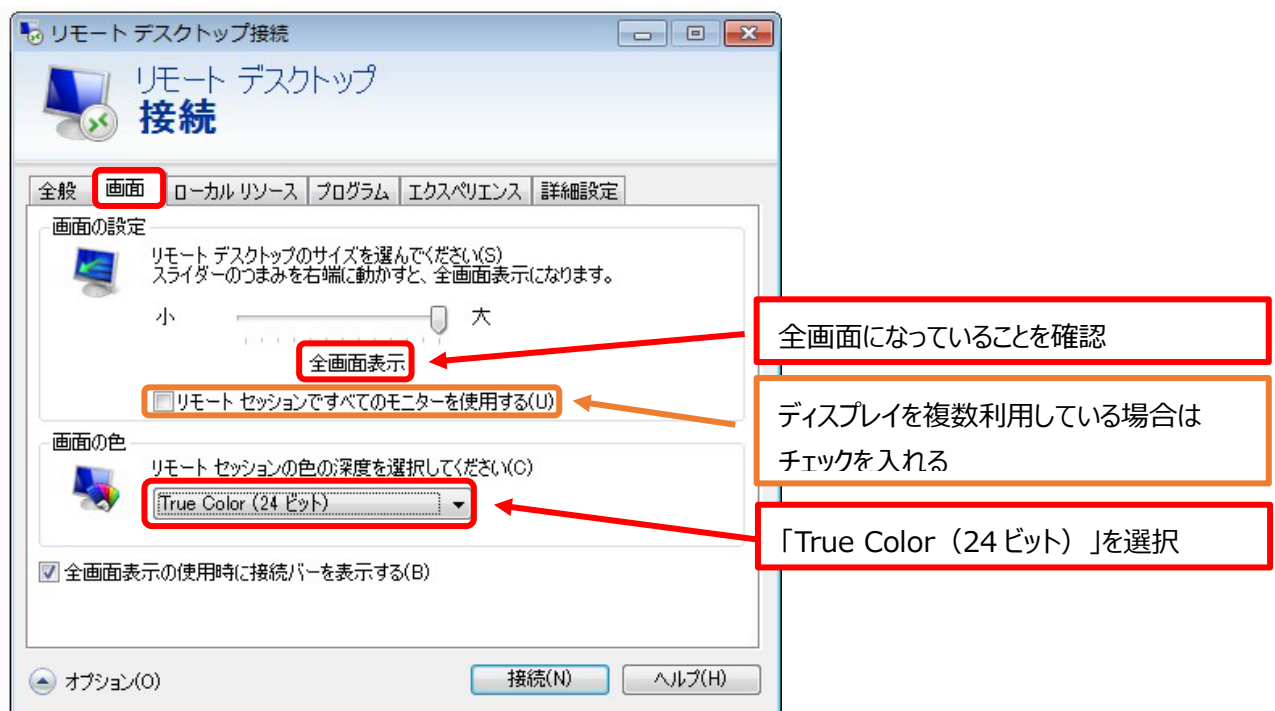 リモート デスクトップ接続
リモート デスクトップ
接続
全般 画面 ローカル リソース プログラム エクスペリエンス 詳細設定
画面の設定
リモート デスクトップのサイズを選んでください(S)
スライダーのつまみを右端に動かすと、全画面表示になります。
小 大
全画面表示
リモート セッションですべてのモニターを使用する(U)
画面の色
リモート セッションの色の深度を選択してください(C)
True Color (24 ビット)
全画面表示の使用時に接続バーを表示する(B)
オプション(O) 接続(N) ヘルプ(H)
全画面になっていることを確認
ディスプレイを複数利用している場合は
チェックを入れる
「True Color（24 ビット）」を選択